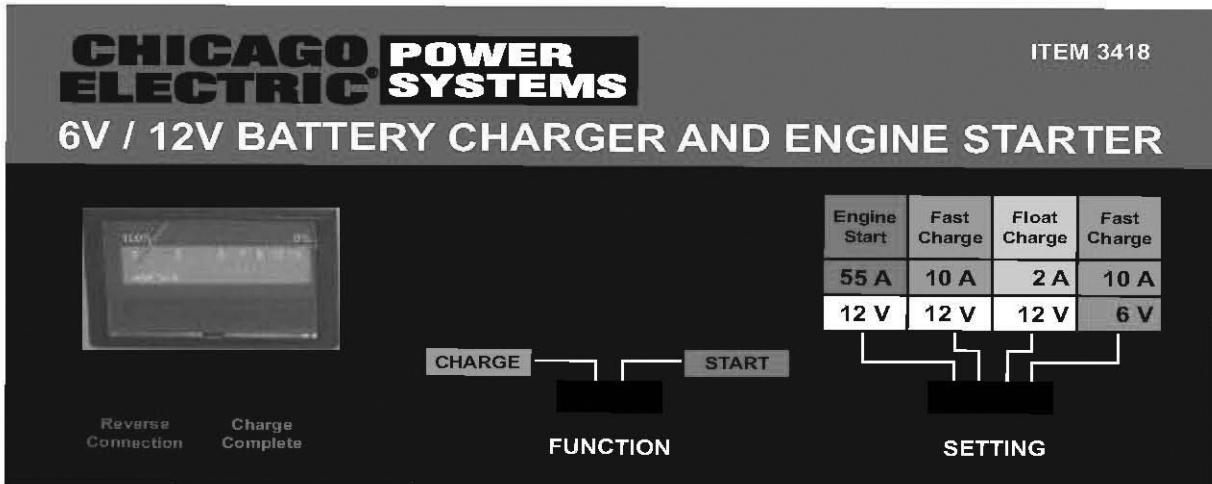 CHICAGO ELECTRIC® POWER SYSTEMS
ITEM 3418
6V / 12V BATTERY CHARGER AND ENGINE STARTER
Engine Start
Fast Charge
Float Charge
Fast Charge
55 A 10 A 2 A 10 A
12 V 12 V 12 V 6 V
CHARGE START
Reverse Connection
Charge Complete
FUNCTION
SETTING